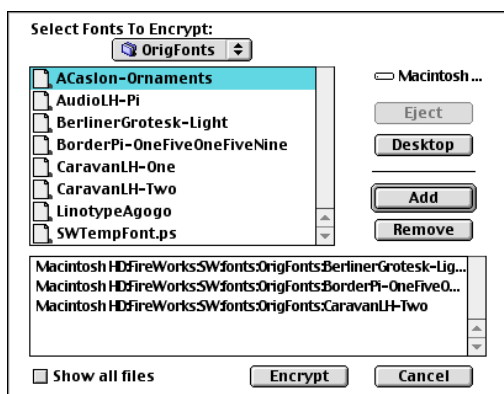 Select Fonts To Encrypt:
OrigFonts
ACaslon-Ornaments
AudioLH-Pi
BerlinerGrotesk-Light
BorderPi-OneFiveOneFiveNine
CaravanLH-One
CaravanLH-Two
LinotypeAgogo
SWTempFont.ps
Macintosh ...
Eject
Desktop
Add
Remove
Macintosh HD:FireWorks:SW:fonts:OrigFonts:BerlinerGrotesk-Lig...
Macintosh HD:FireWorks:SW:fonts:OrigFonts:BorderPi-OneFiveO...
Macintosh HD:FireWorks:SW:fonts:OrigFonts:CaravanLH-Two
Show all files
Encrypt
Cancel